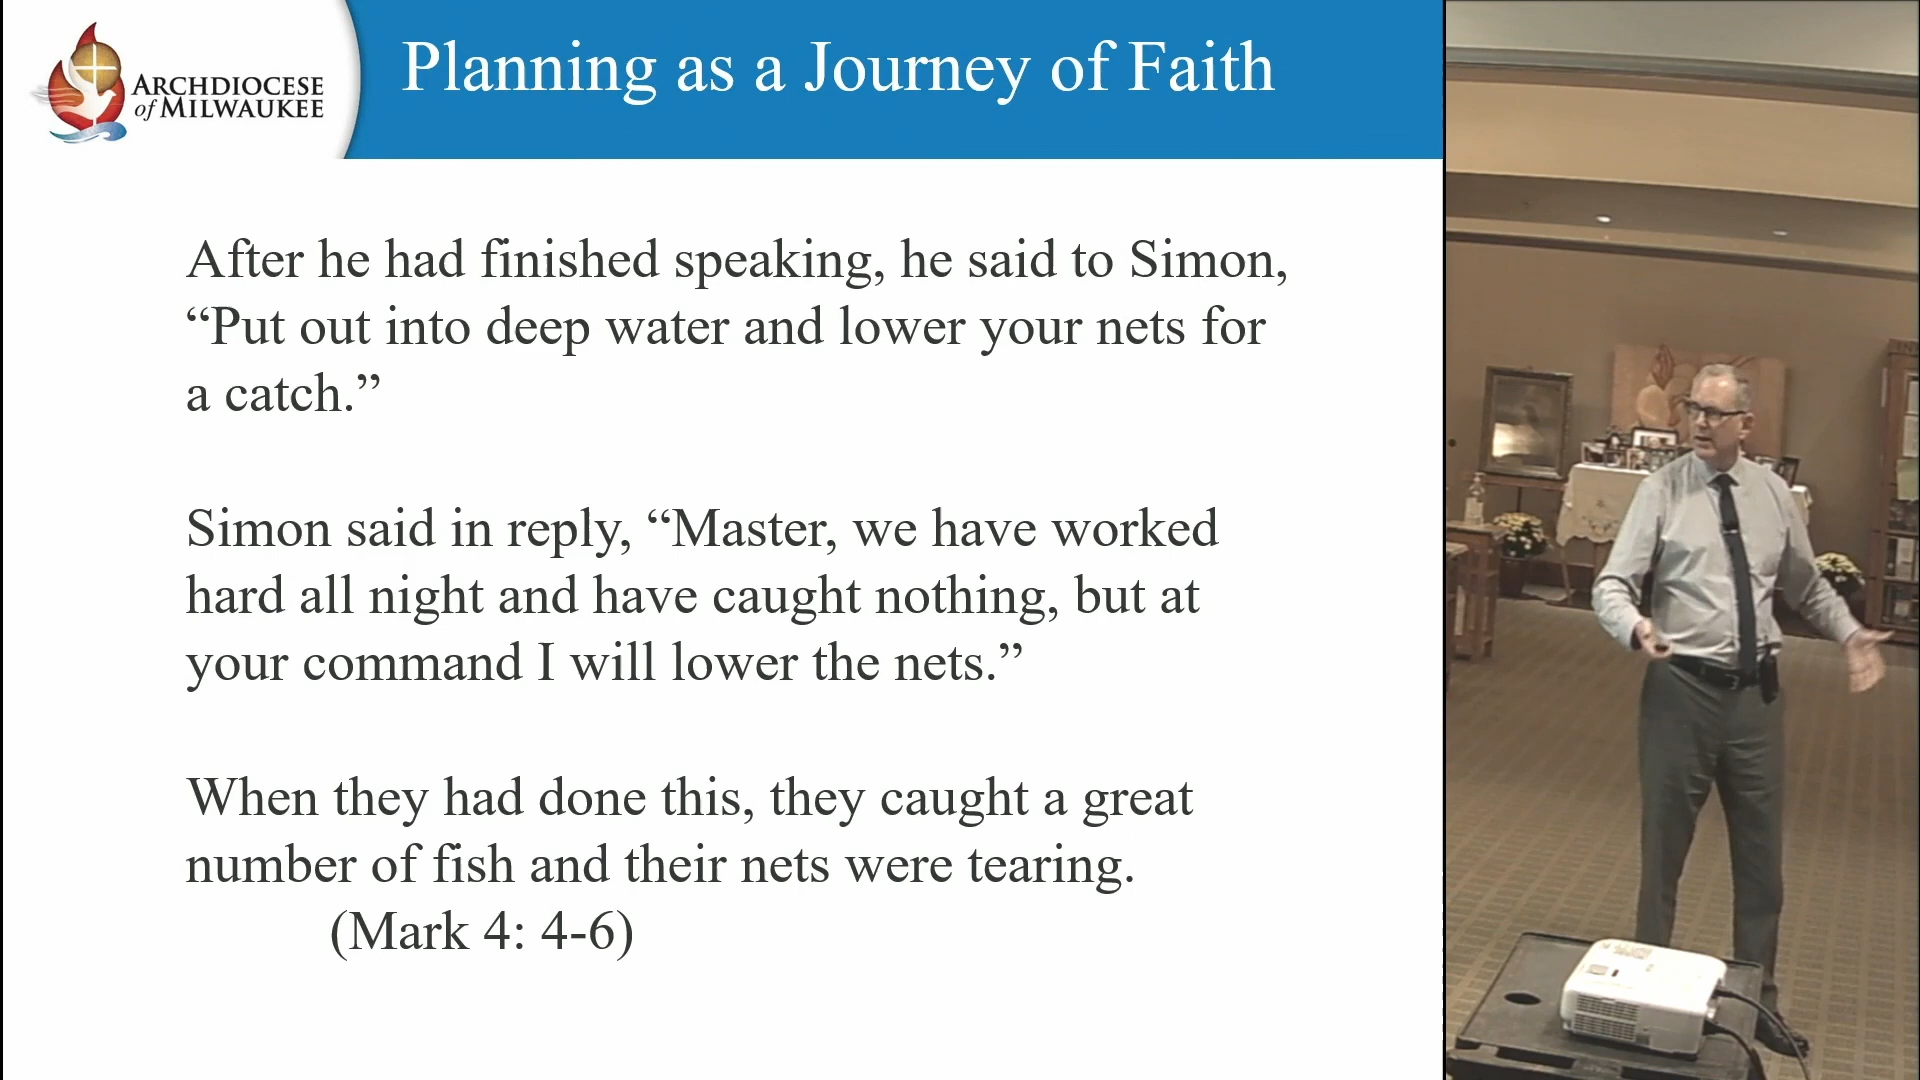 ARCHDIOCESE
of MILWAUKEE
Planning as a Journey of Faith
After he had finished speaking, he said to Simon,
“Put out into deep water and lower your nets for
a catch.”
Simon said in reply, “Master, we have worked
hard all night and have caught nothing, but at
your command I will lower the nets.”
When they had done this, they caught a great
number of fish and their nets were tearing.
(Mark 4: 4-6)